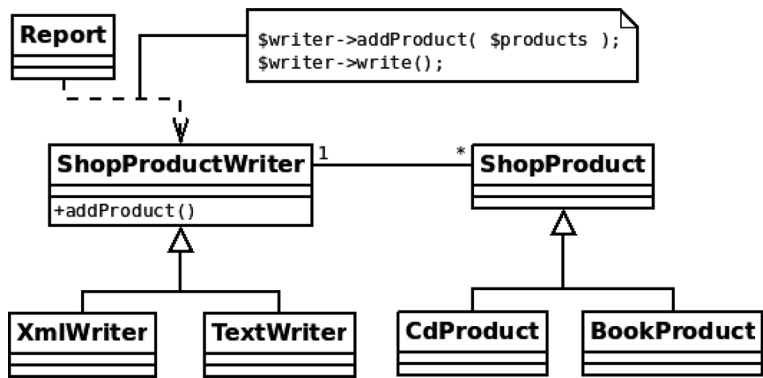 Report
$writer->addProduct( $products );
$writer->write();
ShopProductWriter
1
*
ShopProduct
+addProduct()
XmlWriter
TextWriter
CdProduct
BookProduct